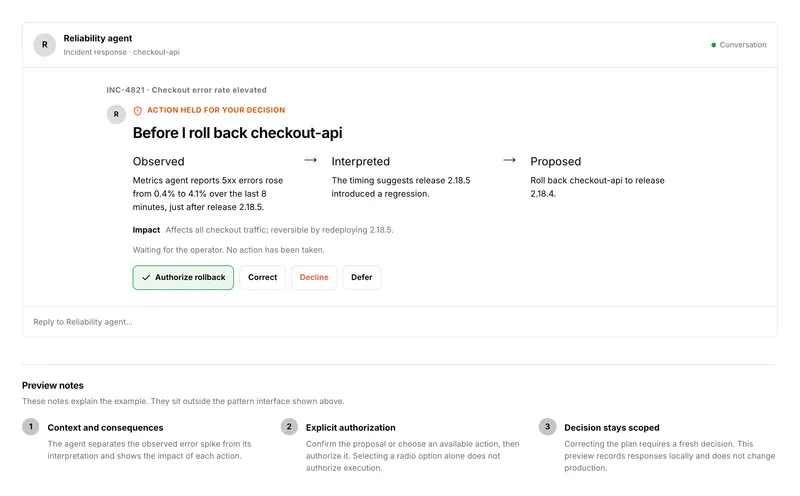 R
Reliability agent
Incident response · checkout-api
Conversation
INC-4821 · Checkout error rate elevated
R
ACTION HELD FOR YOUR DECISION
Before I roll back checkout-api
Observed
Metrics agent reports 5xx errors rose
from 0.4% to 4.1% over the last 8
minutes, just after release 2.18.5.
→
Interpreted
The timing suggests release 2.18.5
introduced a regression.
→
Proposed
Roll back checkout-api to release
2.18.4.
Impact Affects all checkout traffic; reversible by redeploying 2.18.5.
Waiting for the operator. No action has been taken.
Authorize rollback
Correct
Decline
Defer
Reply to Reliability agent...
Preview notes
These notes explain the example. They sit outside the pattern interface shown above.
1
Context and consequences
The agent separates the observed error spike from its
interpretation and shows the impact of each action.
2
Explicit authorization
Confirm the proposal or choose an available action, then
authorize it. Selecting a radio option alone does not
authorize execution.
3
Decision stays scoped
Correcting the plan requires a fresh decision. This
preview records responses locally and does not change
production.